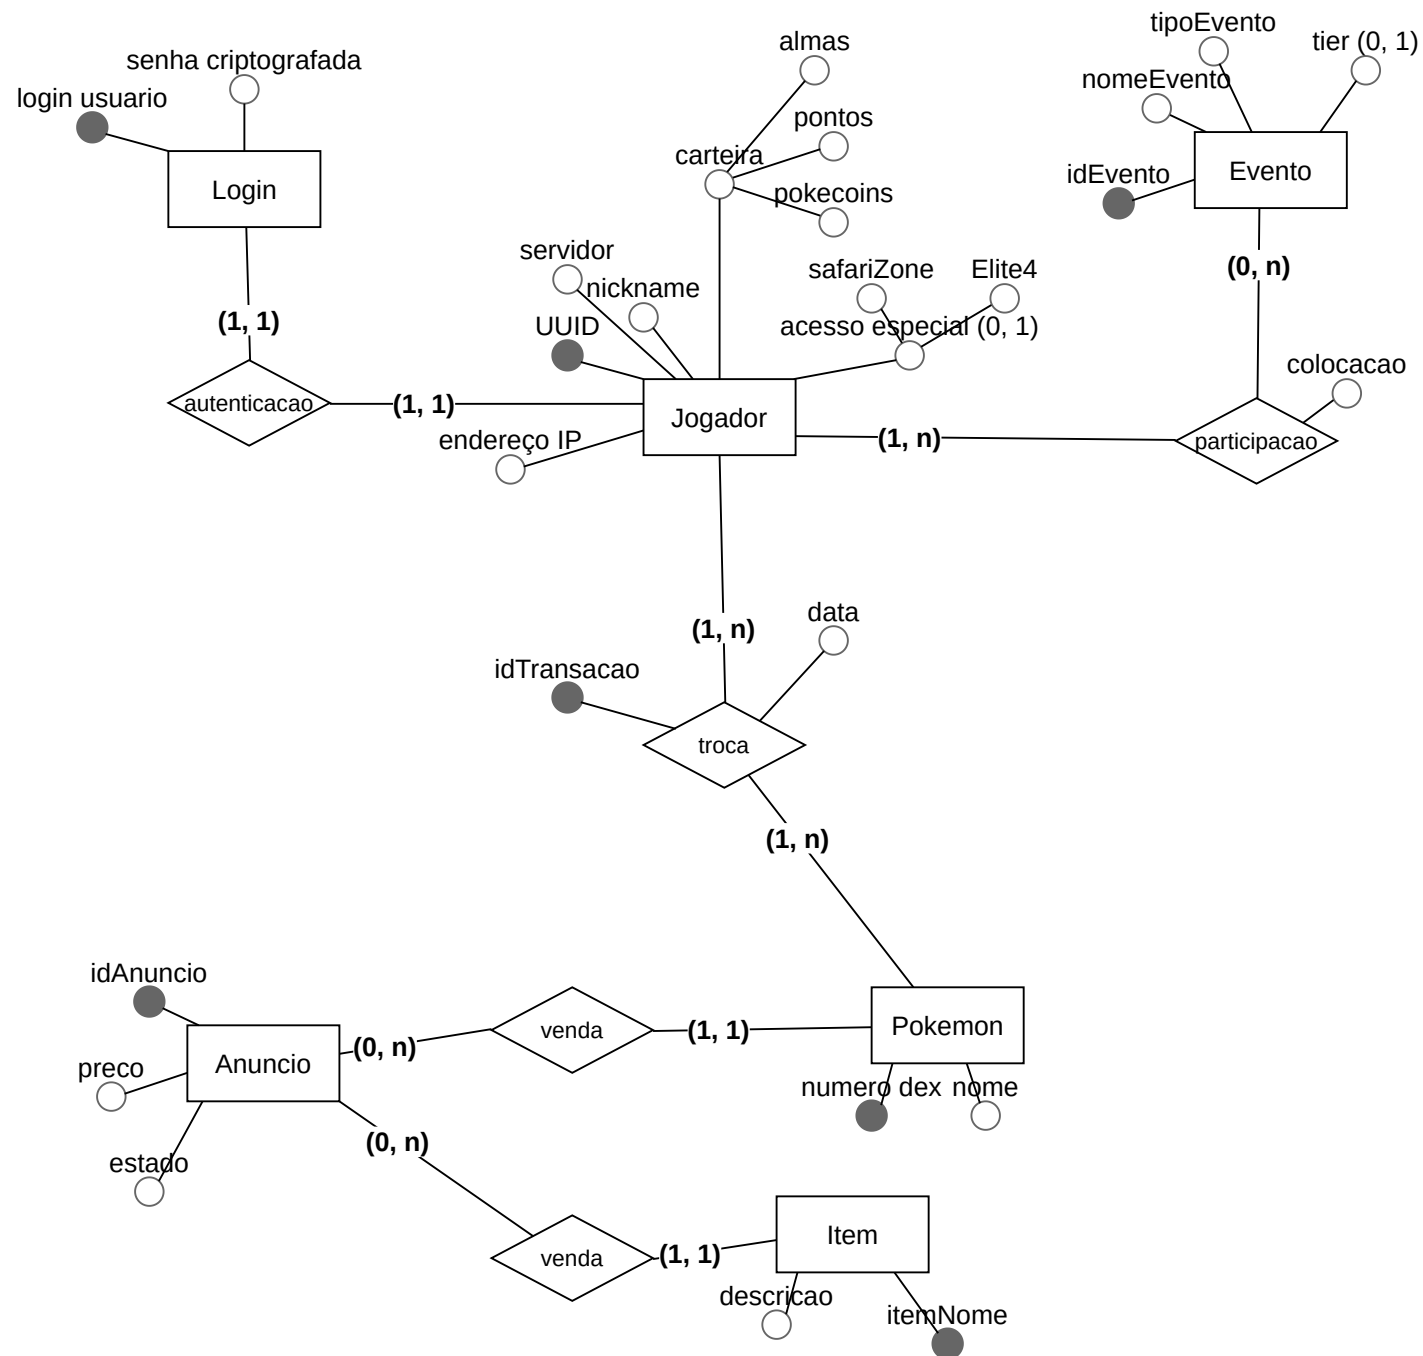 tipoEvento
almas
tier (0, 1)
senha criptografada
nomeEvento
login usuario
pontos
carteira
Evento
idEvento
Login
pokecoins
servidor
(0, n)
safariZone
Elite4
nickname
(1, 1)
UUID
acesso especial (0, 1)
colocacao
autenticacao
(1, 1)
Jogador
endereço IP
(1, n)
participacao
data
(1, n)
idTransacao
troca
(1, n)
idAnuncio
Pokemon
venda
(1, 1)
(0, n)
Anuncio
preco
numero dex
nome
(0, n)
estado
Item
(1, 1)
venda
descricao
itemNome